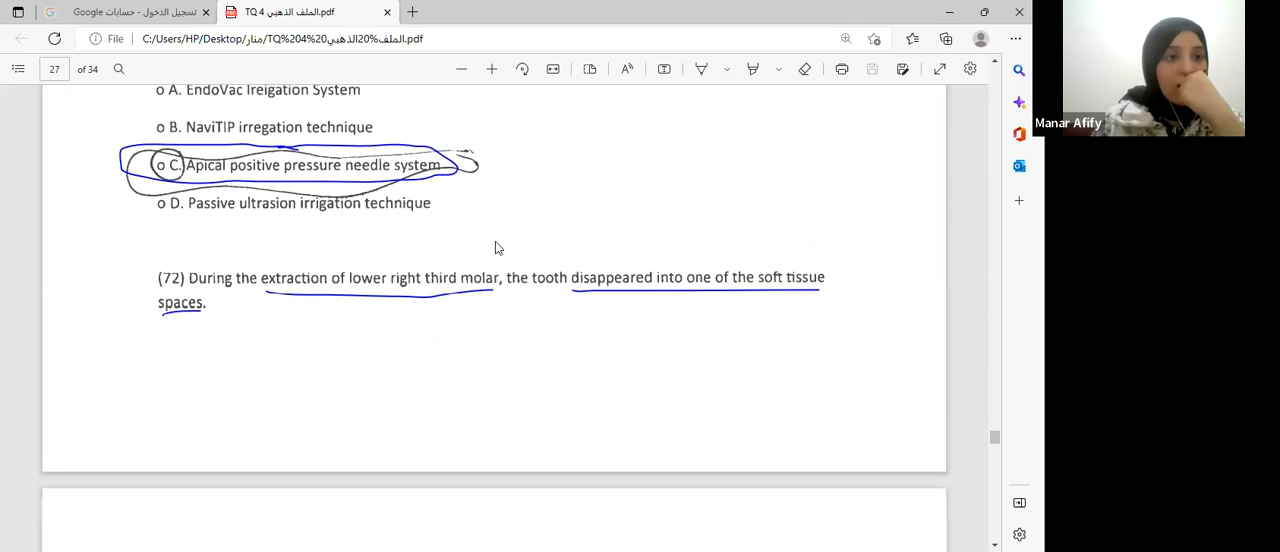 تسجيل الدخول - حسابات Google
TQ 4 الملف الذهبي.pdf
File
C:/Users/HP/Desktop/منار/TQ%204%20الملف%20الذهبي.pdf
27 of 34
A. EndoVac Ireigation System
o B. NaviTIP irregation technique
o C. Apical positive pressure needle system
o D. Passive ultrasion irrigation technique
(72) During the extraction of lower right third molar, the tooth disappeared into one of the soft tissue
spaces.
Manar Afify